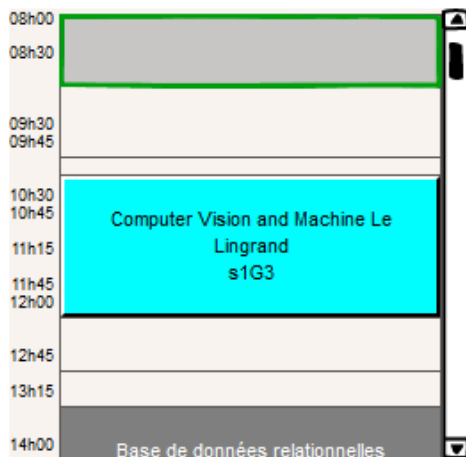 08h00
08h30
09h30
09h45
10h30
10h45
Computer Vision and Machine Le
Lingrand
11h15
s1G3
11h45
12h00
12h45
13h15
14h00
Base de données relationnelles